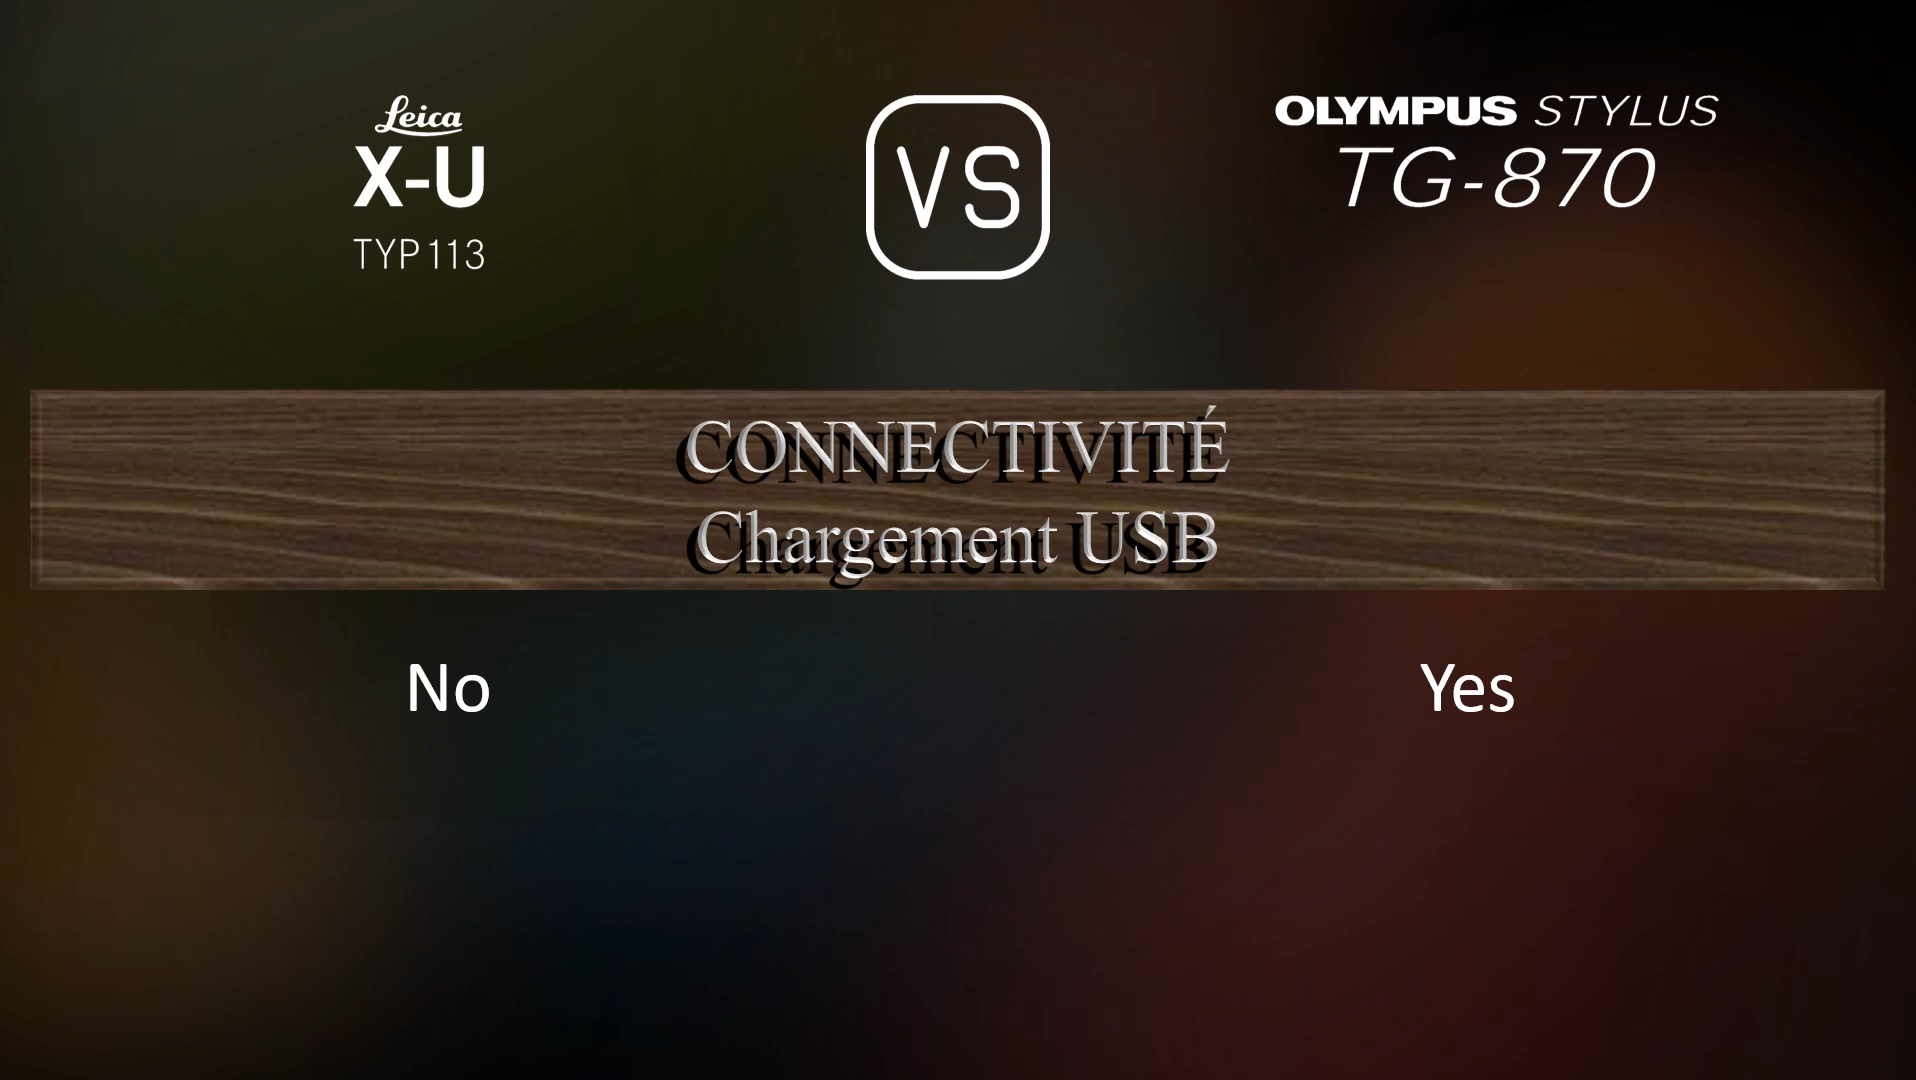 Leica
X-U
TYP 113
VS
OLYMPUS STYLUS
TG-870
CONNECTIVITÉ
Chargement USB
No
Yes